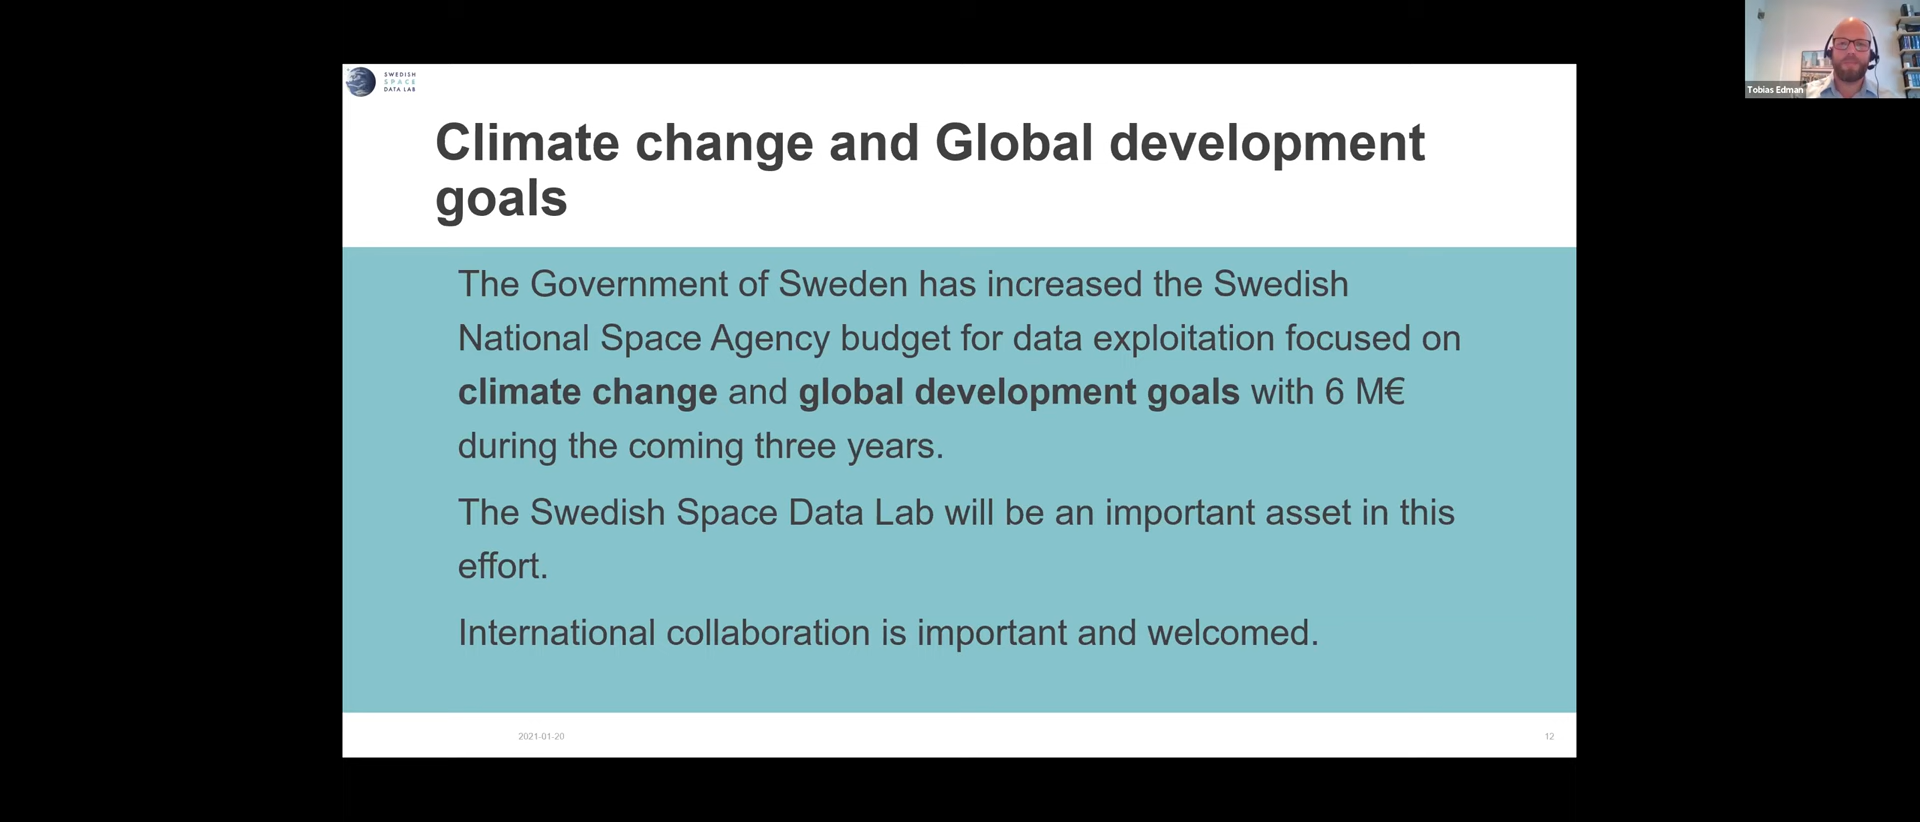 SWEDISH
SPACE
DATA LAB
Climate change and Global development
goals
The Government of Sweden has increased the Swedish
National Space Agency budget for data exploitation focused on
climate change and global development goals with 6 M€
during the coming three years.
The Swedish Space Data Lab will be an important asset in this
effort.
International collaboration is important and welcomed.
2021-01-20
12
Tobias Edman